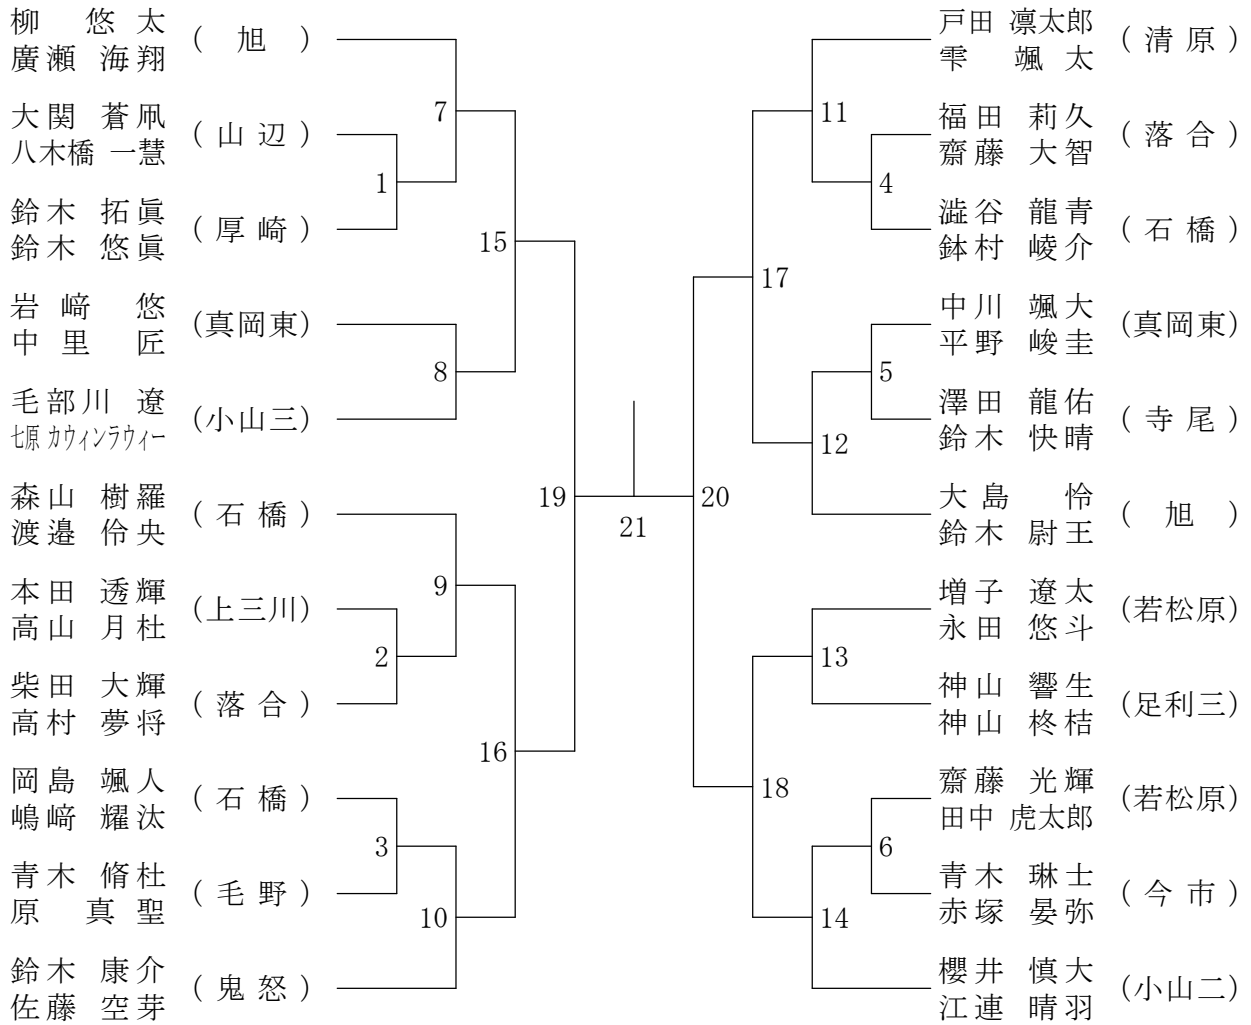 柳 悠太
廣瀬 海翔
(旭)
大関 蒼凧
八木橋 一慧
(山辺)
鈴木 拓眞
鈴木 悠眞
(厚崎)
岩﨑 悠
中里 匠
(真岡東)
毛部川 遼
七原 カウィンラウィー
(小山三)
森山 樹羅
渡邉 伶央
(石橋)
本田 透輝
高山 月杜
(上三川)
柴田 大輝
高村 夢将
(落合)
岡島 颯人
嶋﨑 耀汰
(石橋)
青木 脩杜
原 真聖
(毛野)
鈴木 康介
佐藤 空芽
(鬼怒)
1
2
3
7
8
9
10
15
16
19
21
20
17
18
11
12
13
14
4
5
6
戸田 凛太郎
雫 颯太
(清原)
福田 莉久
齋藤 大智
(落合)
澁谷 龍青
鉢村 崚介
(石橋)
中川 颯大
平野 峻圭
(真岡東)
澤田 龍佑
鈴木 快晴
(寺尾)
大島 怜
鈴木 尉王
(旭)
増子 遼太
永田 悠斗
(若松原)
神山 響生
神山 柊桔
(足利三)
齋藤 光輝
田中 虎太郎
(若松原)
青木 琳士
赤塚 晏弥
(今市)
櫻井 慎大
江連 晴羽
(小山二)